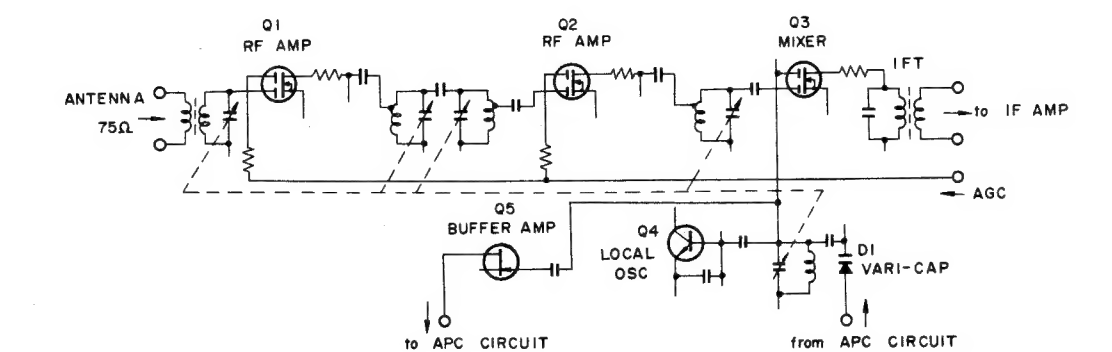 Q1
RF AMP
Q2
RF AMP
Q3
MIXER
IFT
ANTENNA
75Ω
to IF AMP
AGC
Q5
BUFFER AMP
Q4
LOCAL
OSC
D1
VARI-CAP
to APC CIRCUIT
from APC CIRCUIT